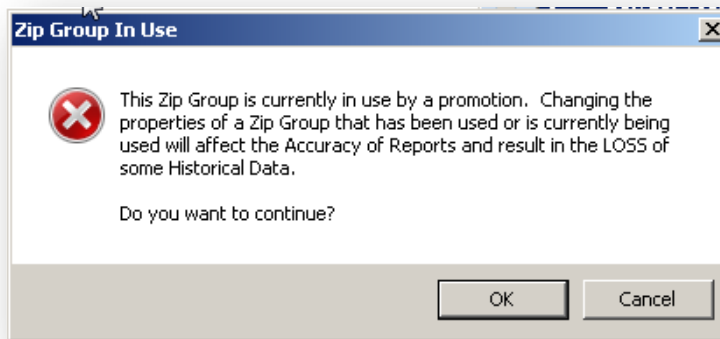 Zip Group In Use
This Zip Group is currently in use by a promotion. Changing the
properties of a Zip Group that has been used or is currently being
used will affect the Accuracy of Reports and result in the LOSS of
some Historical Data.
Do you want to continue?
OK
Cancel